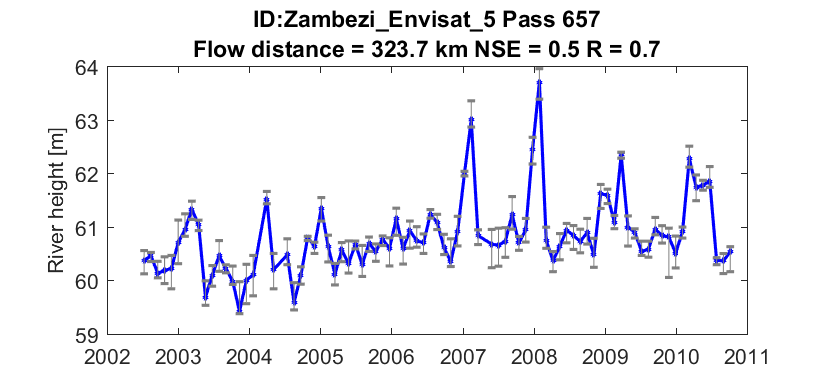 ID:Zambezi_Envisat_5 Pass 657
Flow distance = 323.7 km NSE = 0.5 R = 0.7
River height [m]
64
63
62
61
60
59
2002 2003 2004 2005 2006 2007 2008 2009 2010 2011